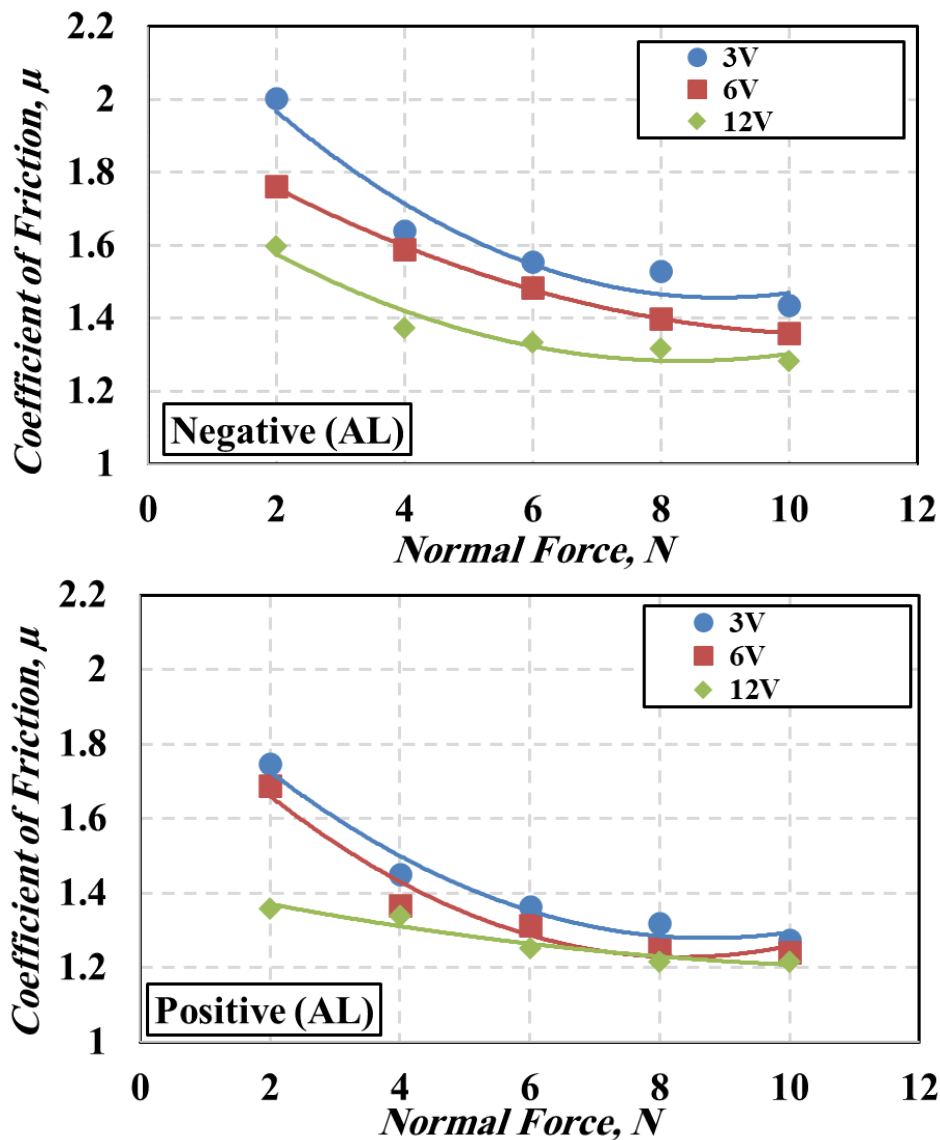 2.2
2
1.8
1.6
1.4
1.2
1
Coefficient of Friction, μ
3V
6V
12V
Negative (AL)
0 2 4 6 8 10 12
Normal Force, N
2.2
2
1.8
1.6
1.4
1.2
1
Coefficient of Friction, μ
3V
6V
12V
Positive (AL)
0 2 4 6 8 10 12
Normal Force, N